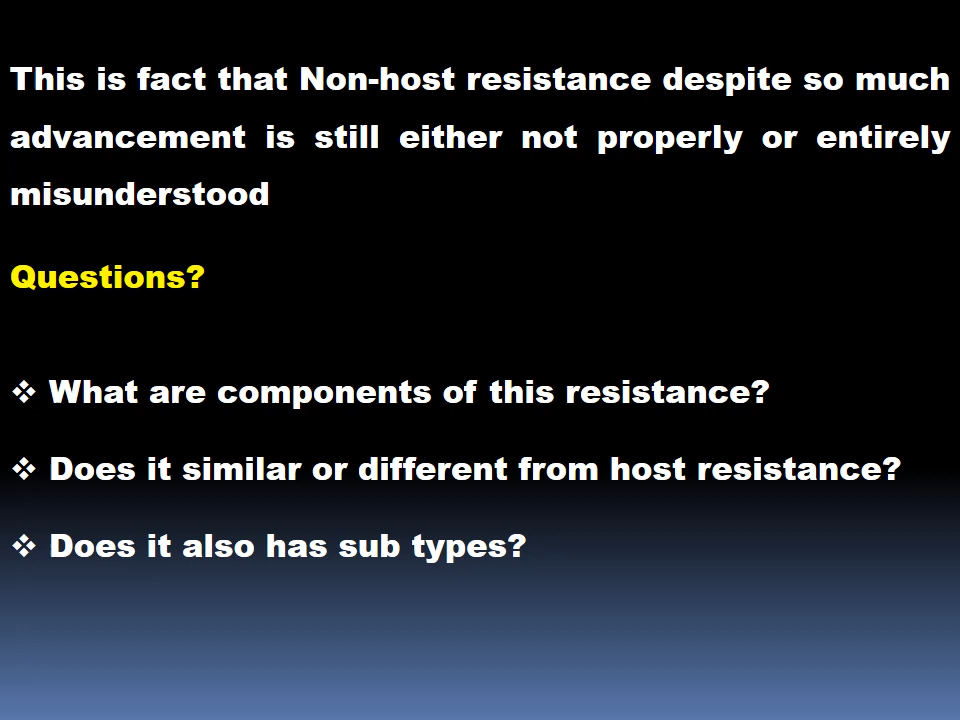 This is fact that Non-host resistance despite so much
advancement is still either not properly or entirely
misunderstood
Questions?
❖ What are components of this resistance?
❖ Does it similar or different from host resistance?
❖ Does it also has sub types?